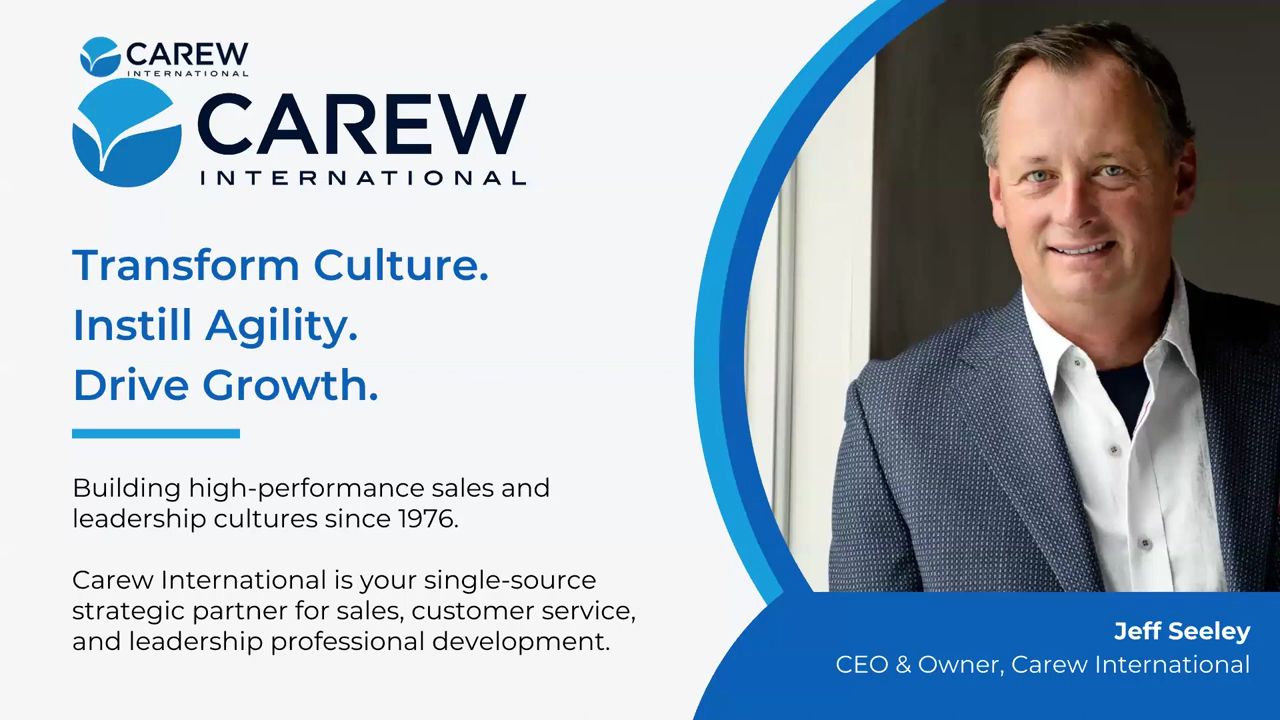 CAREW
INTERNATIONAL
CAREW
INTERNATIONAL
Transform Culture.
Instill Agility.
Drive Growth.
Building high-performance sales and
leadership cultures since 1976.
Carew International is your single-source
strategic partner for sales, customer service,
and leadership professional development.
Jeff Seeley
CEO & Owner, Carew International